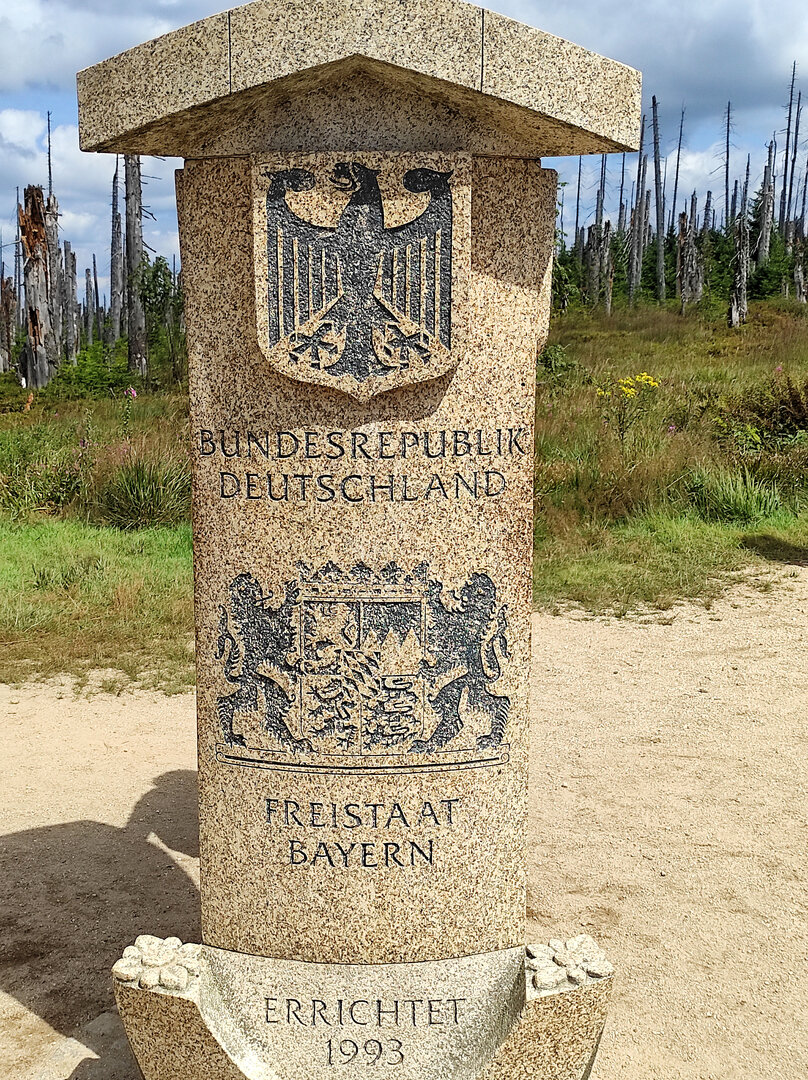 BUNDESREPUBLIK
DEUTSCHLAND
FREISTAAT
BAYERN
ERRICHTET
1993